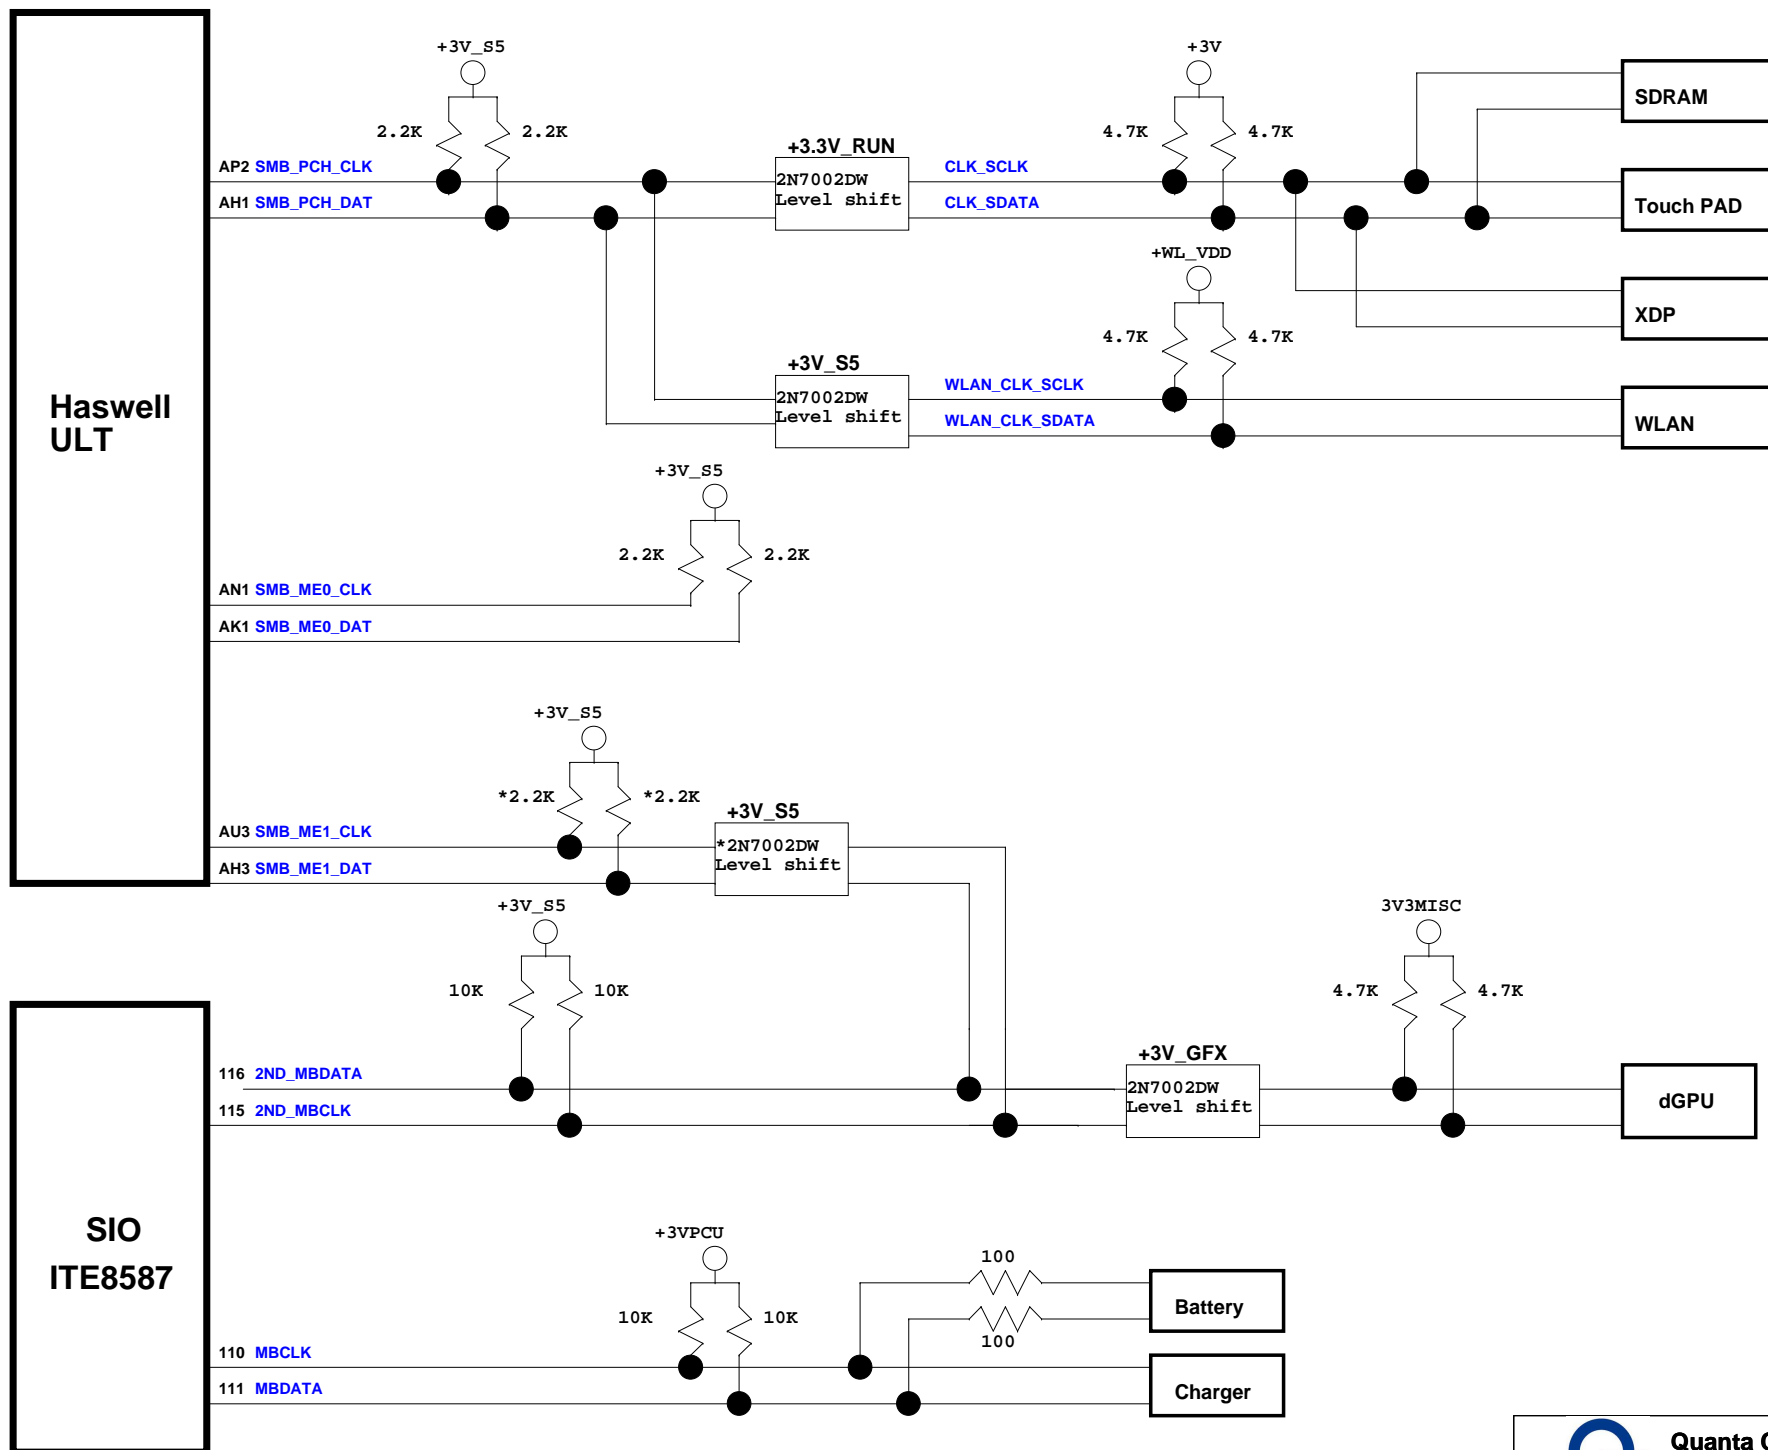 +3V_S5
+3V
SDRAM
2.2K
2.2K
4.7K
4.7K
+3.3V_RUN
AP2 SMB_PCH_CLK
2N7002DW
Level shift
CLK_SCLK
AH1 SMB_PCH_DAT
CLK_SDATA
Touch PAD
+WL_VDD
XDP
4.7K
4.7K
+3V_S5
Haswell
ULT
2N7002DW
Level shift
WLAN_CLK_SCLK
WLAN_CLK_SDATA
WLAN
+3V_S5
2.2K
2.2K
AN1 SMB_ME0_CLK
AK1 SMB_ME0_DAT
+3V_S5
*2.2K
*2.2K
+3V_S5
AU3 SMB_ME1_CLK
*2N7002DW
Level shift
AH3 SMB_ME1_DAT
+3V_S5
3V3MISC
10K
10K
4.7K
4.7K
+3V_GFX
116 2ND_MBDATA
2N7002DW
Level shift
115 2ND_MBCLK
dGPU
SIO
ITE8587
+3VPCU
100
10K
10K
Battery
100
110 MBCLK
111 MBDATA
Charger
Quanta